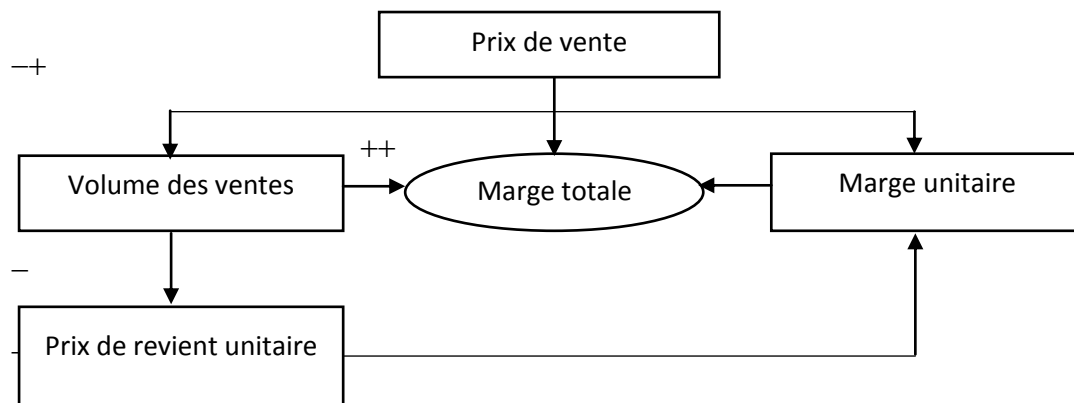 Prix de vente
−+
++
Volume des ventes
Marge totale
Marge unitaire
−
Prix de revient unitaire
-